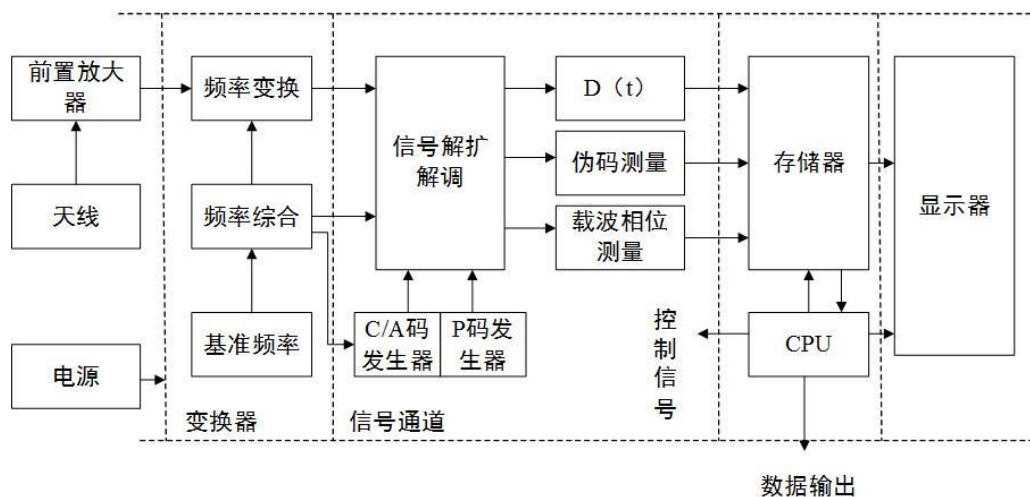 前置放大
器
频率变换
D（t）
信号解扩
解调
伪码测量
存储器
天线
频率综合
载波相位
测量
显示器
基准频率
C/A码
发生器
P码发
生器
控
制
信
号
CPU
电源
变换器
信号通道
数据输出